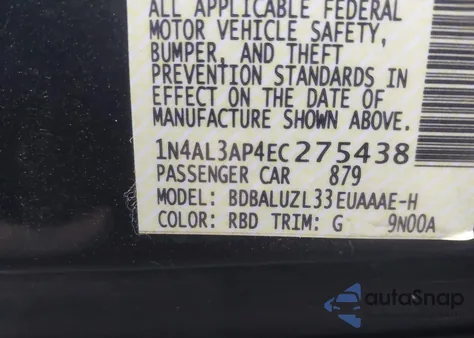 ALL APPLICABLE FEDERAL
MOTOR VEHICLE SAFETY,
BUMPER, AND THEFT
PREVENTION STANDARDS IN
EFFECT ON THE DATE OF
MANUFACTURE SHOWN ABOVE.
1N4AL3AP4EC275438
PASSENGER CAR 879
MODEL: BDBALUZL33EUAAAE-H
COLOR: RBD TRIM: G 9N00A
autoSnap